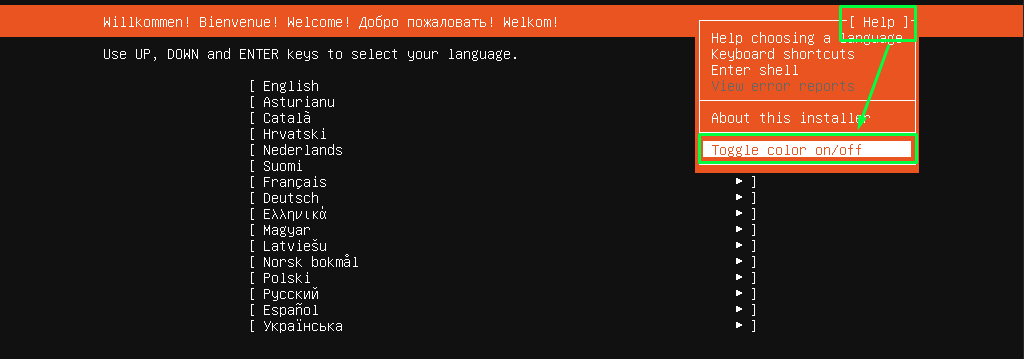 Willkommen! Bienvenue! Welcome! Добро пожаловать! Welkom! [ Help ]
Help choosing a language
Keyboard shortcuts
Enter shell
View error reports
About this installer
Toggle color on/off
Use UP, DOWN and ENTER keys to select your language.
[ English
[ Asturianu
[ Català
[ Hrvatski
[ Nederlands
[ Suomi
[ Français ► ]
[ Deutsch ► ]
[ Ελληνικά ► ]
[ Magyar ► ]
[ Latviešu ► ]
[ Norsk bokmål ► ]
[ Polski ► ]
[ Русский ► ]
[ Español ► ]
[ Українська ► ]